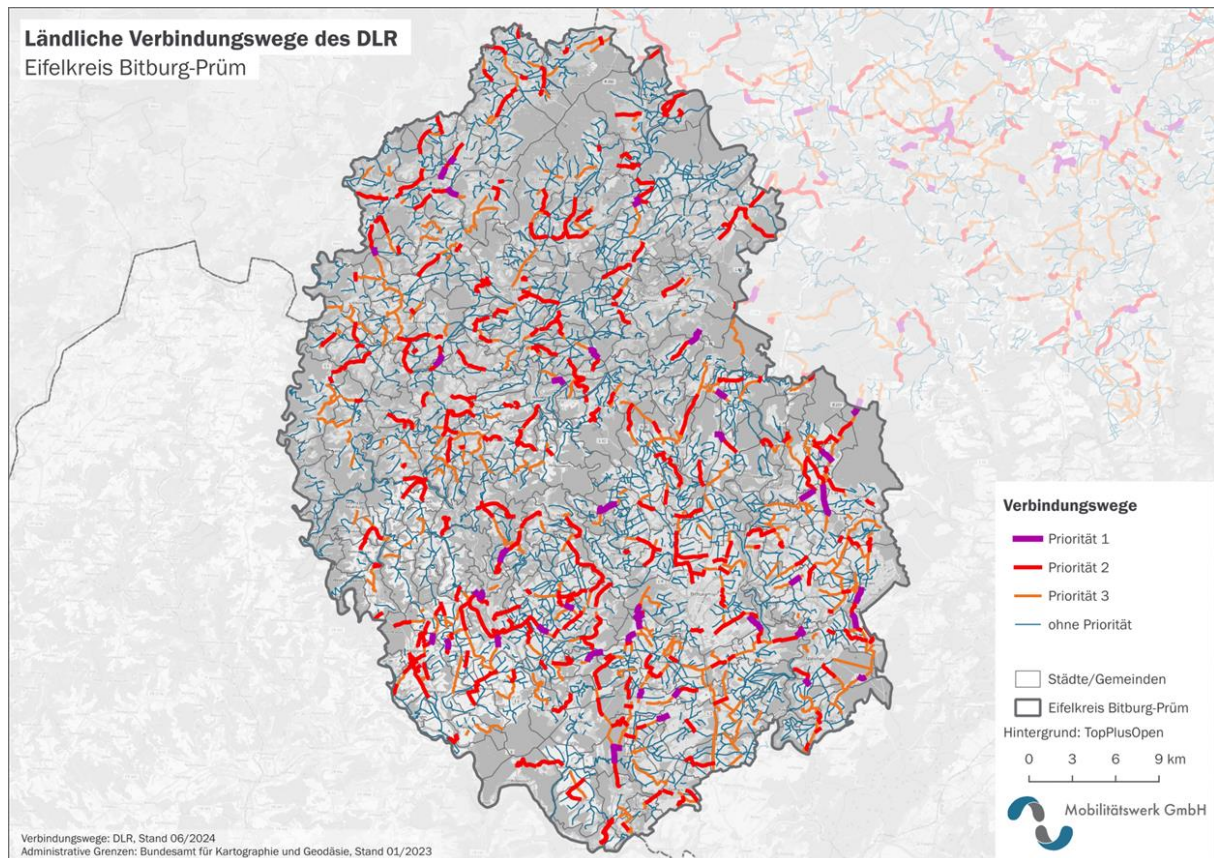 Ländliche Verbindungswege des DLR
Eifelkreis Bitburg-Prüm
Verbindungswege
Priorität 1
Priorität 2
Priorität 3
ohne Priorität
Städte/Gemeinden
Eifelkreis Bitburg-Prüm
Hintergrund: TopPlusOpen
0 3 6 9 km
Mobilitätswerk GmbH
Verbindungswege: DLR, Stand 06/2024
Administrative Grenzen: Bundesamt für Kartographie und Geodäsie, Stand 01/2023